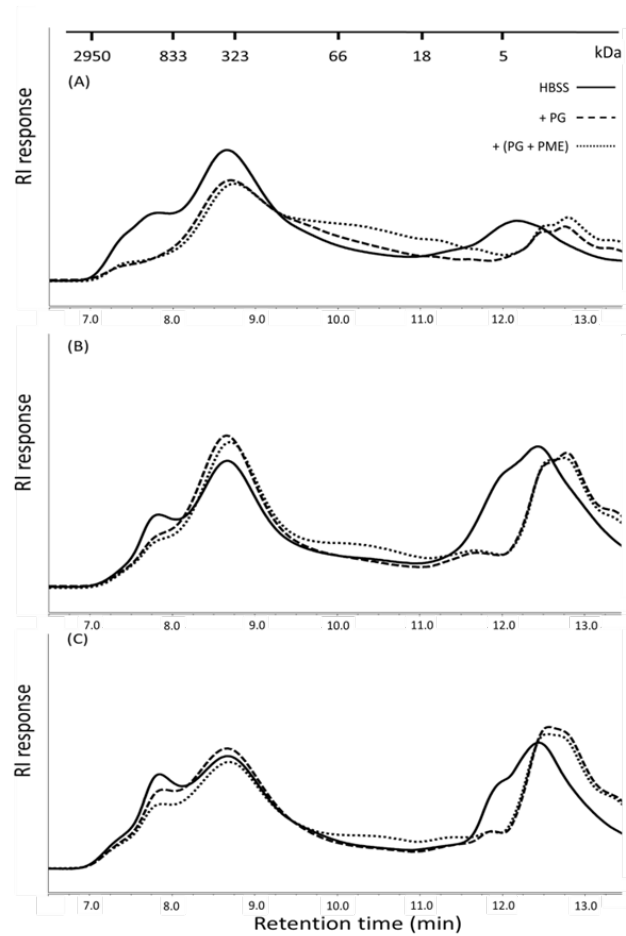 2950 833 323 66 18 5 kDa
(A)
HBSS
+ PG
+ (PG + PME)
RI response
7.0 8.0 9.0 10.0 11.0 12.0 13.0
(B)
RI response
7.0 8.0 9.0 10.0 11.0 12.0 13.0
(C)
RI response
7.0 8.0 9.0 10.0 11.0 12.0 13.0
Retention time (min)